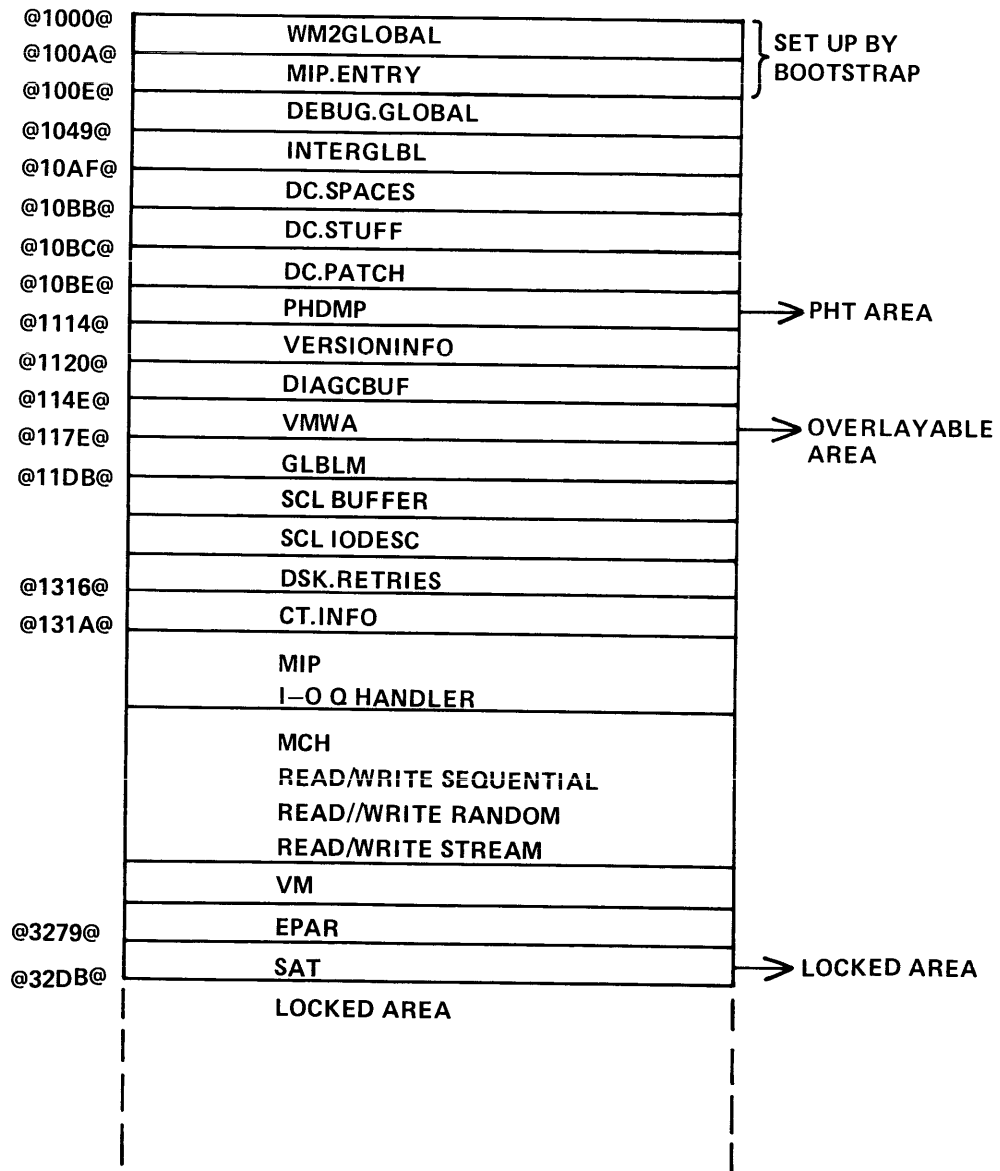 @1000@
WM2GLOBAL
SET UP BY
BOOTSTRAP
@100A@
MIP.ENTRY
@100E@
DEBUG.GLOBAL
@1049@
INTERGLBL
@10AF@
DC.SPACES
@10BB@
DC.STUFF
@10BC@
DC.PATCH
@10BE@
PHDMP
PHT AREA
@1114@
VERSIONINFO
@1120@
DIAGCBUF
@114E@
VMWA
OVERLAYABLE
AREA
@117E@
GLBLM
@11DB@
SCL BUFFER
SCL IODESC
DSK.RETRIES
@1316@
CT.INFO
@131A@
MIP
I–O Q HANDLER
MCH
READ/WRITE SEQUENTIAL
READ//WRITE RANDOM
READ/WRITE STREAM
VM
EPAR
@3279@
SAT
LOCKED AREA
@32DB@
LOCKED AREA